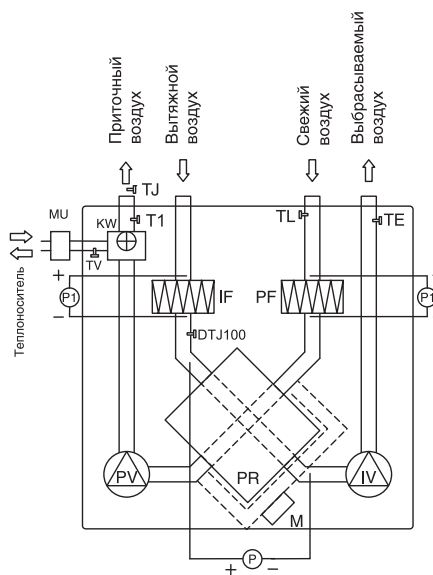 Приточный
воздух
Вытяжной
воздух
Свежий
воздух
Выбрасываемый
воздух
TJ
MU
KW
T1
TL
TE
TV
Теплоноситель
+
P1
−
IF
PF
+
P1
−
DTJ100
PV
PR
IV
M
+
P
−